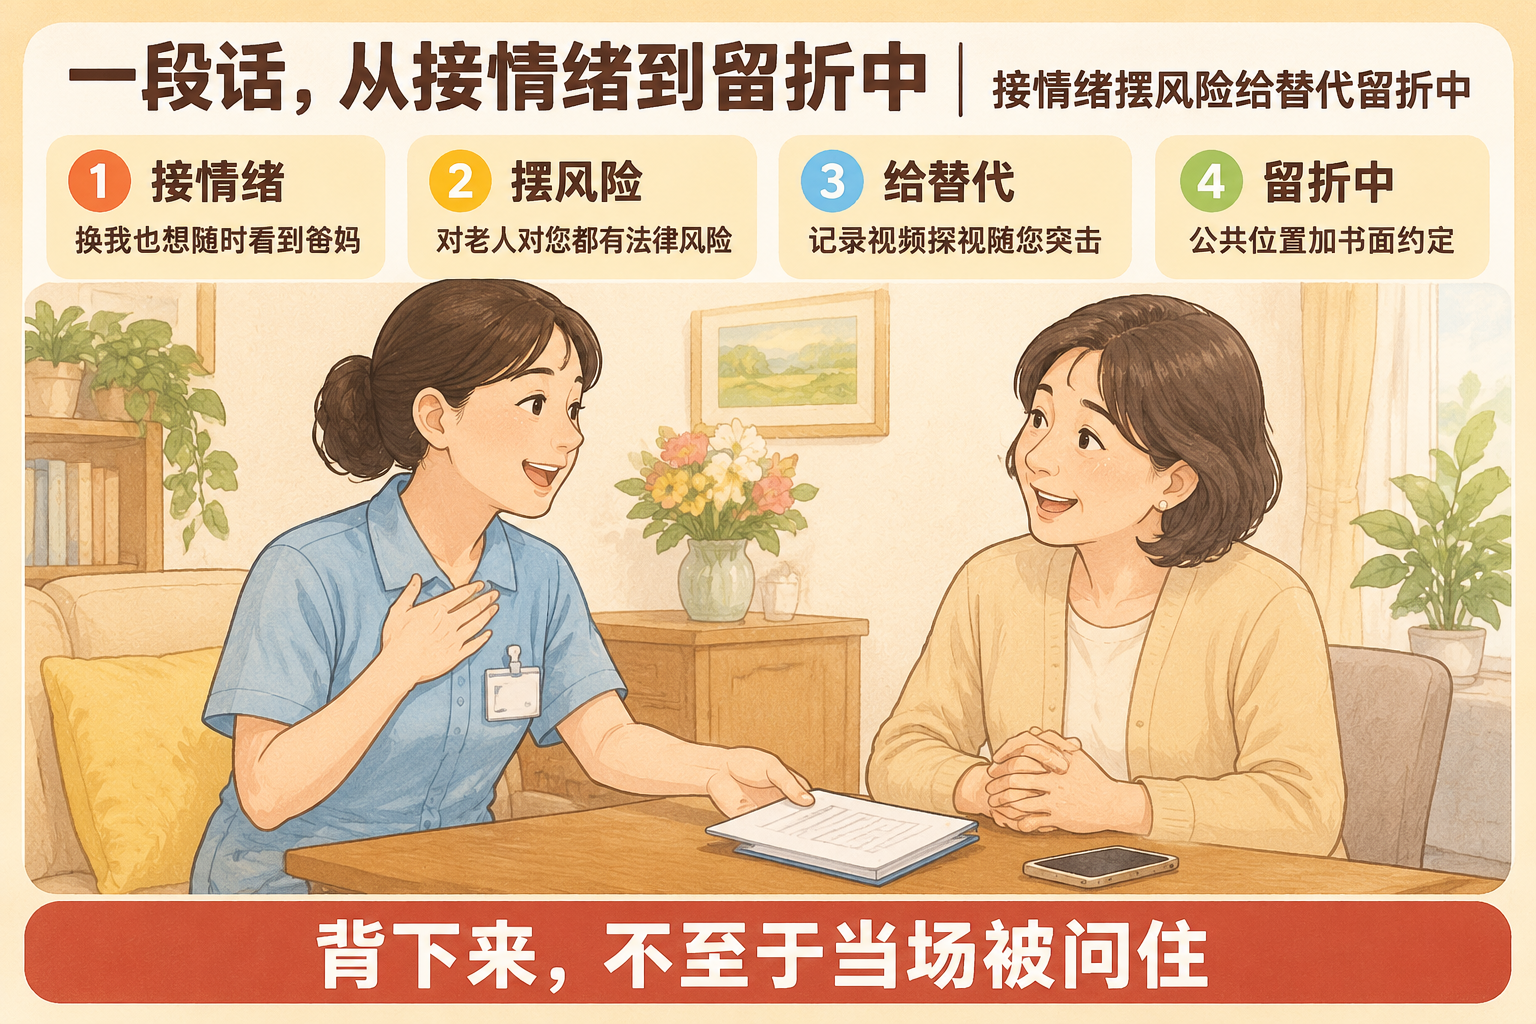 一段话，从接情绪到留折中
接情绪摆风险给替代留折中
1 接情绪
换我也想随时看到爸妈
2 摆风险
对老人对您都有法律风险
3 给替代
记录视频探视随您突击
4 留折中
公共位置加书面约定
背下来，不至于当场被问住